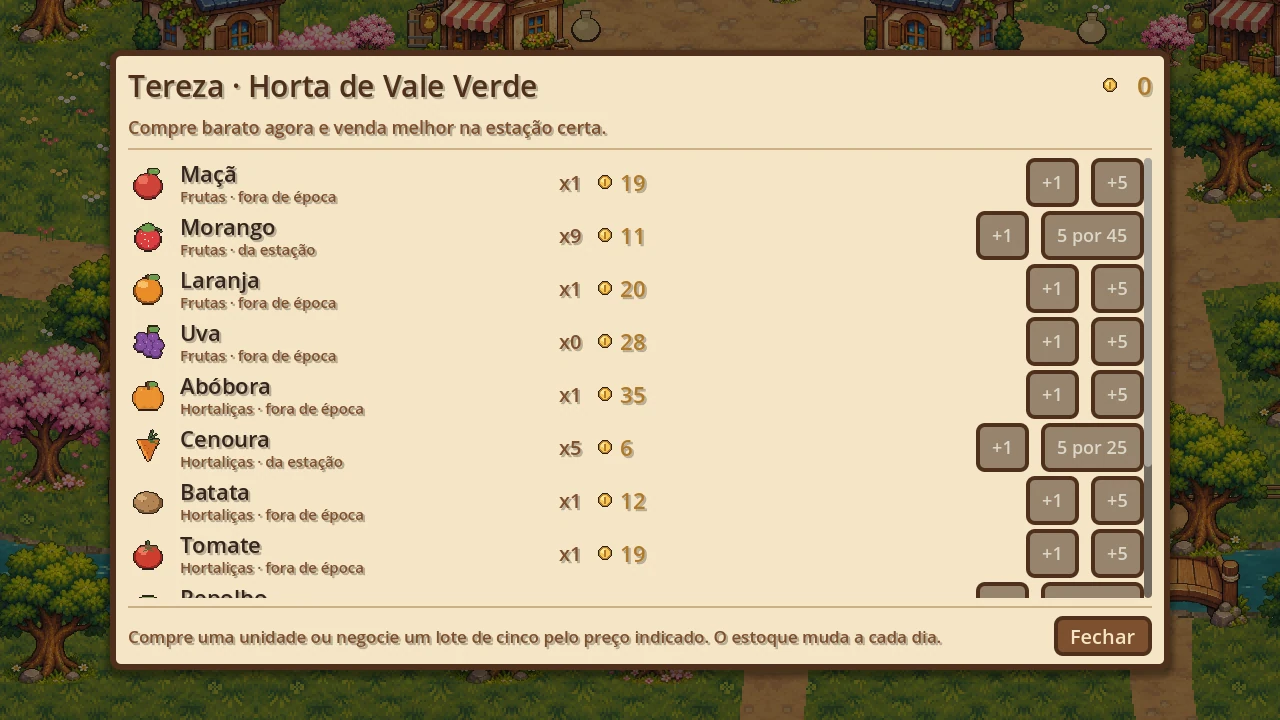 Tereza · Horta de Vale Verde
0
Compre barato agora e venda melhor na estação certa.
Maçã x1 19 +1 +5
Frutas · fora de época
Morango x9 11 +1 5 por 45
Frutas · da estação
Laranja x1 20 +1 +5
Frutas · fora de época
Uva x0 28 +1 +5
Frutas · fora de época
Abóbora x1 35 +1 +5
Hortaliças · fora de época
Cenoura x5 6 +1 5 por 25
Hortaliças · da estação
Batata x1 12 +1 +5
Hortaliças · fora de época
Tomate x1 19 +1 +5
Hortaliças · fora de época
Repolho
Compre uma unidade ou negocie um lote de cinco pelo preço indicado. O estoque muda a cada dia.
Fechar